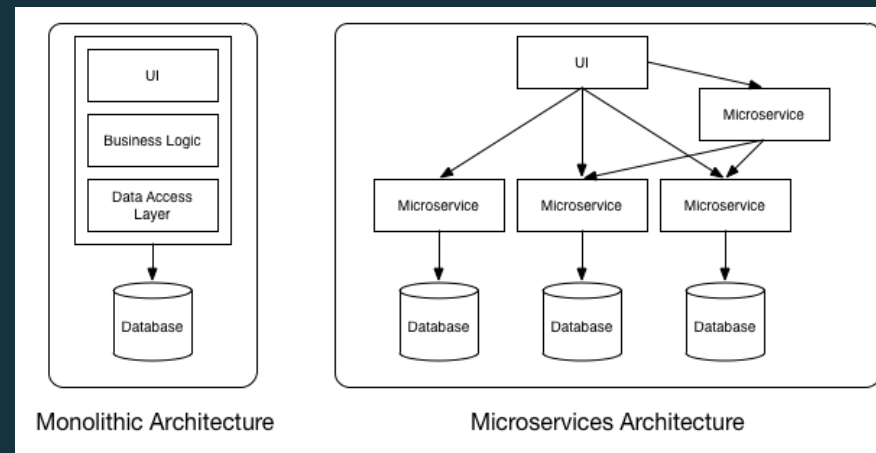 UI
Business Logic
Data Access
Layer
Database
Monolithic Architecture
UI
Microservice
Microservice
Microservice
Microservice
Database
Database
Database
Microservices Architecture